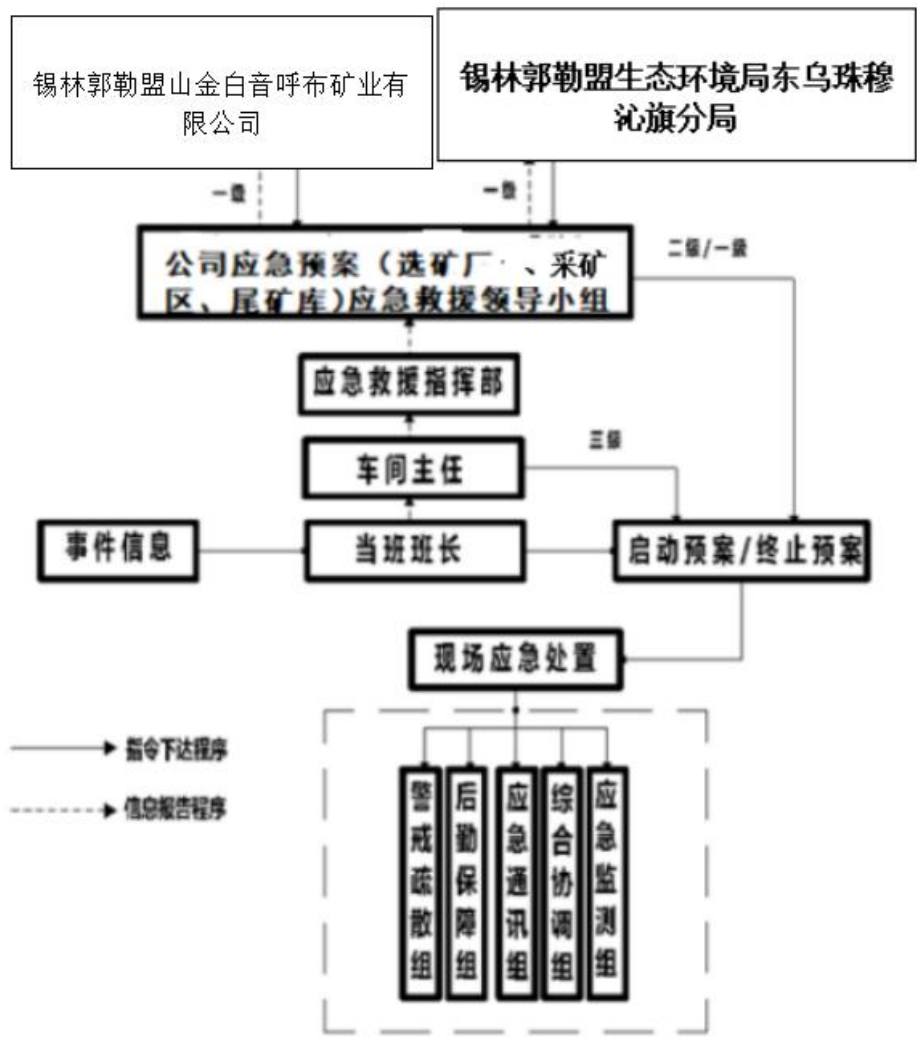 锡林郭勒盟山金白音呼布矿业有
限公司
锡林郭勒盟生态环境局东乌珠穆
沁旗分局
一级
一级
公司应急预案（选矿厂、采矿
区、尾矿库)应急救援领导小组
二级/一级
应急救援指挥部
车间主任
三级
事件信息
当班班长
启动预案/终止预案
现场应急处置
指令下达程序
信息报告程序
警戒疏散组
后勤保障组
应急通讯组
综合协调组
应急监测组